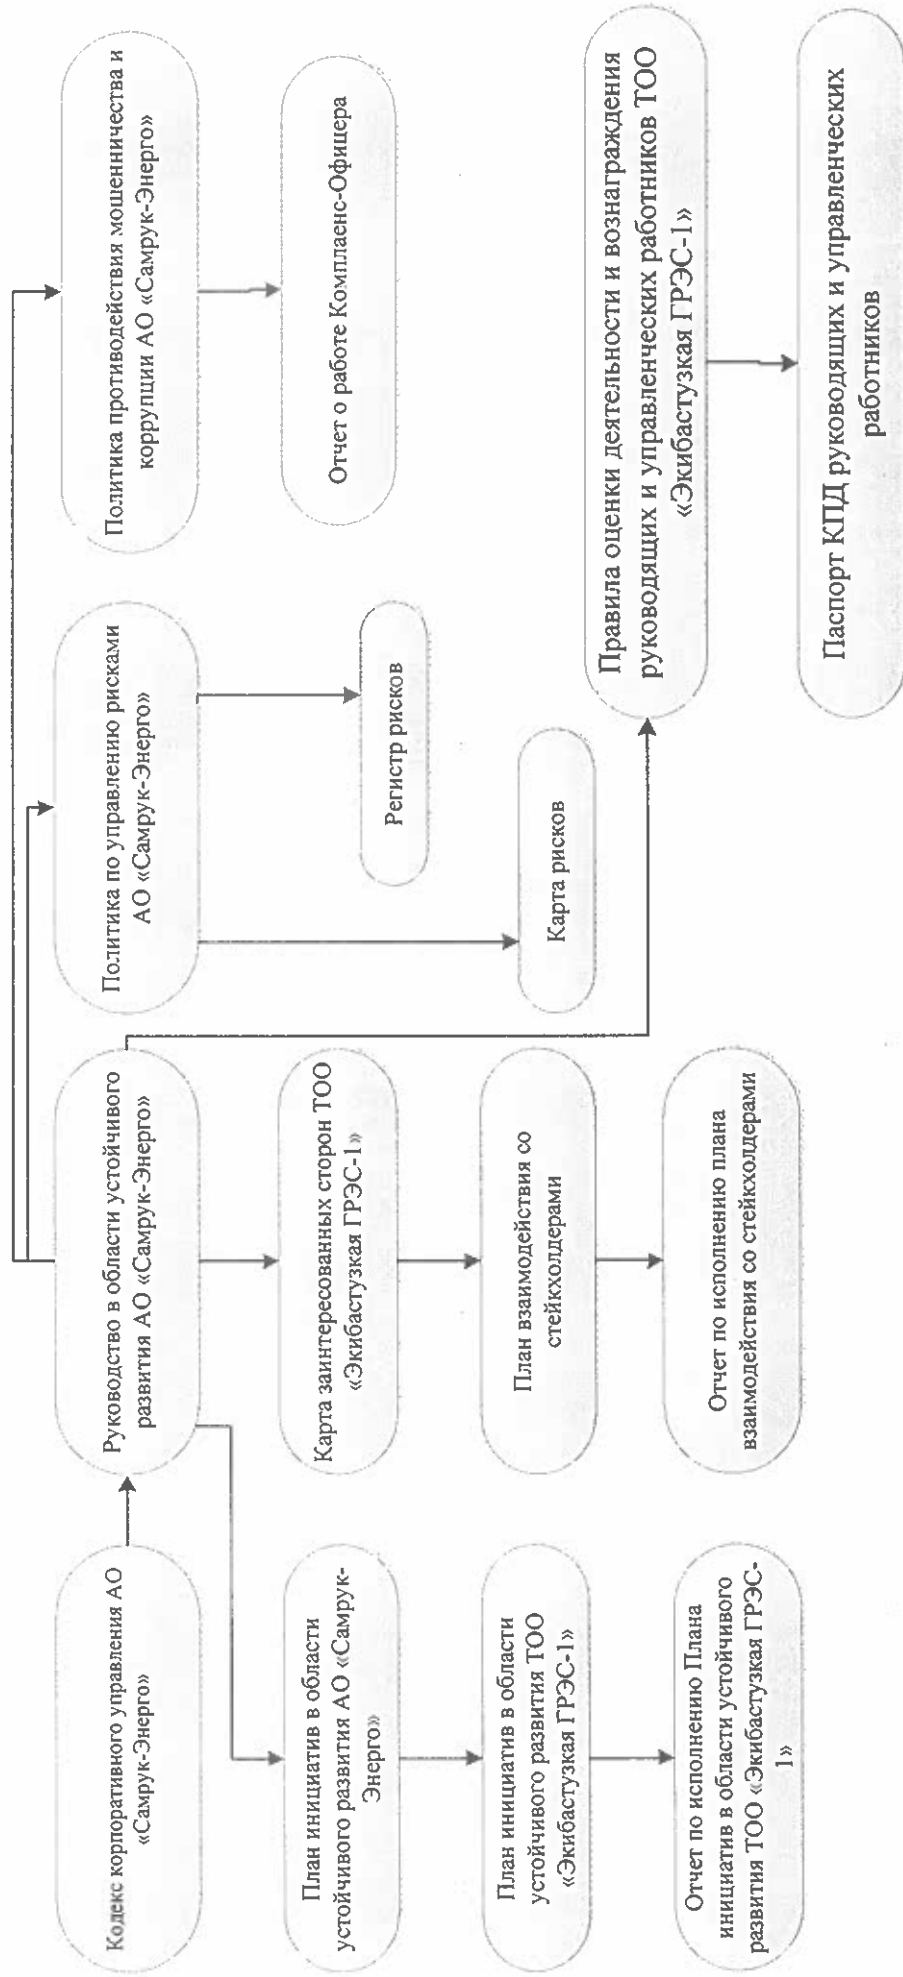 Кодекс корпоративного управления АО
«Самрук-Энерго»
Руководство в области устойчивого
развития АО «Самрук-Энерго»
Политика по управлению рисками
АО «Самрук-Энерго»
Политика противодействия мошенничества и
коррупции АО «Самрук-Энерго»
План инициатив в области
устойчивого развития АО «Самрук-
Энерго»
Карта заинтересованных сторон ТОО
«Экибастузкая ГРЭС-1»
Регистр рисков
Отчет о работе Комплаенс-Офицера
План инициатив в области
устойчивого развития ТОО
«Экибастузкая ГРЭС-1»
План взаимодействия со
стейкхолдерами
Карта рисков
Правила оценки деятельности и вознаграждения
руководящих и управленческих работников ТОО
«Экибастузкая ГРЭС-1»
Отчет по исполнению Плана
инициатив в области устойчивого
развития ТОО «Экибастузкая ГРЭС-
1»
Отчет по исполнению плана
взаимодействия со стейкхолдерами
Паспорт КПД руководящих и управленческих
работников